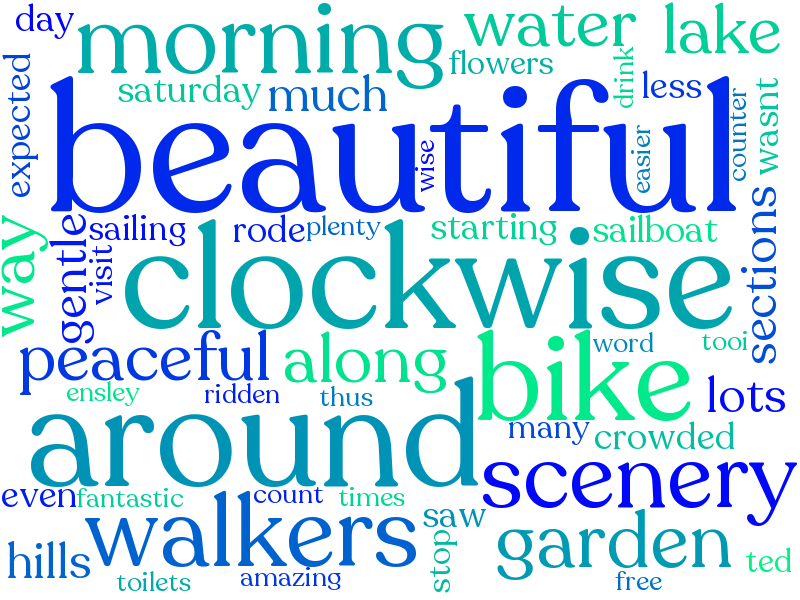 day
morning
water
lake
expected
saturday
much
flowers
drink
less
counter
wasnt
beautiful
wise
easier
way
gentle
visit
sailing
rode
plenty
starting
sailboat
sections
clockwise
peaceful
along
bike
word
tooi
ensley
ridden
thus
lots
around
many
crowded
scenery
even
fantastic
count
times
saw
walkers
stop
garden
ted
hills
toilets
amazing
free